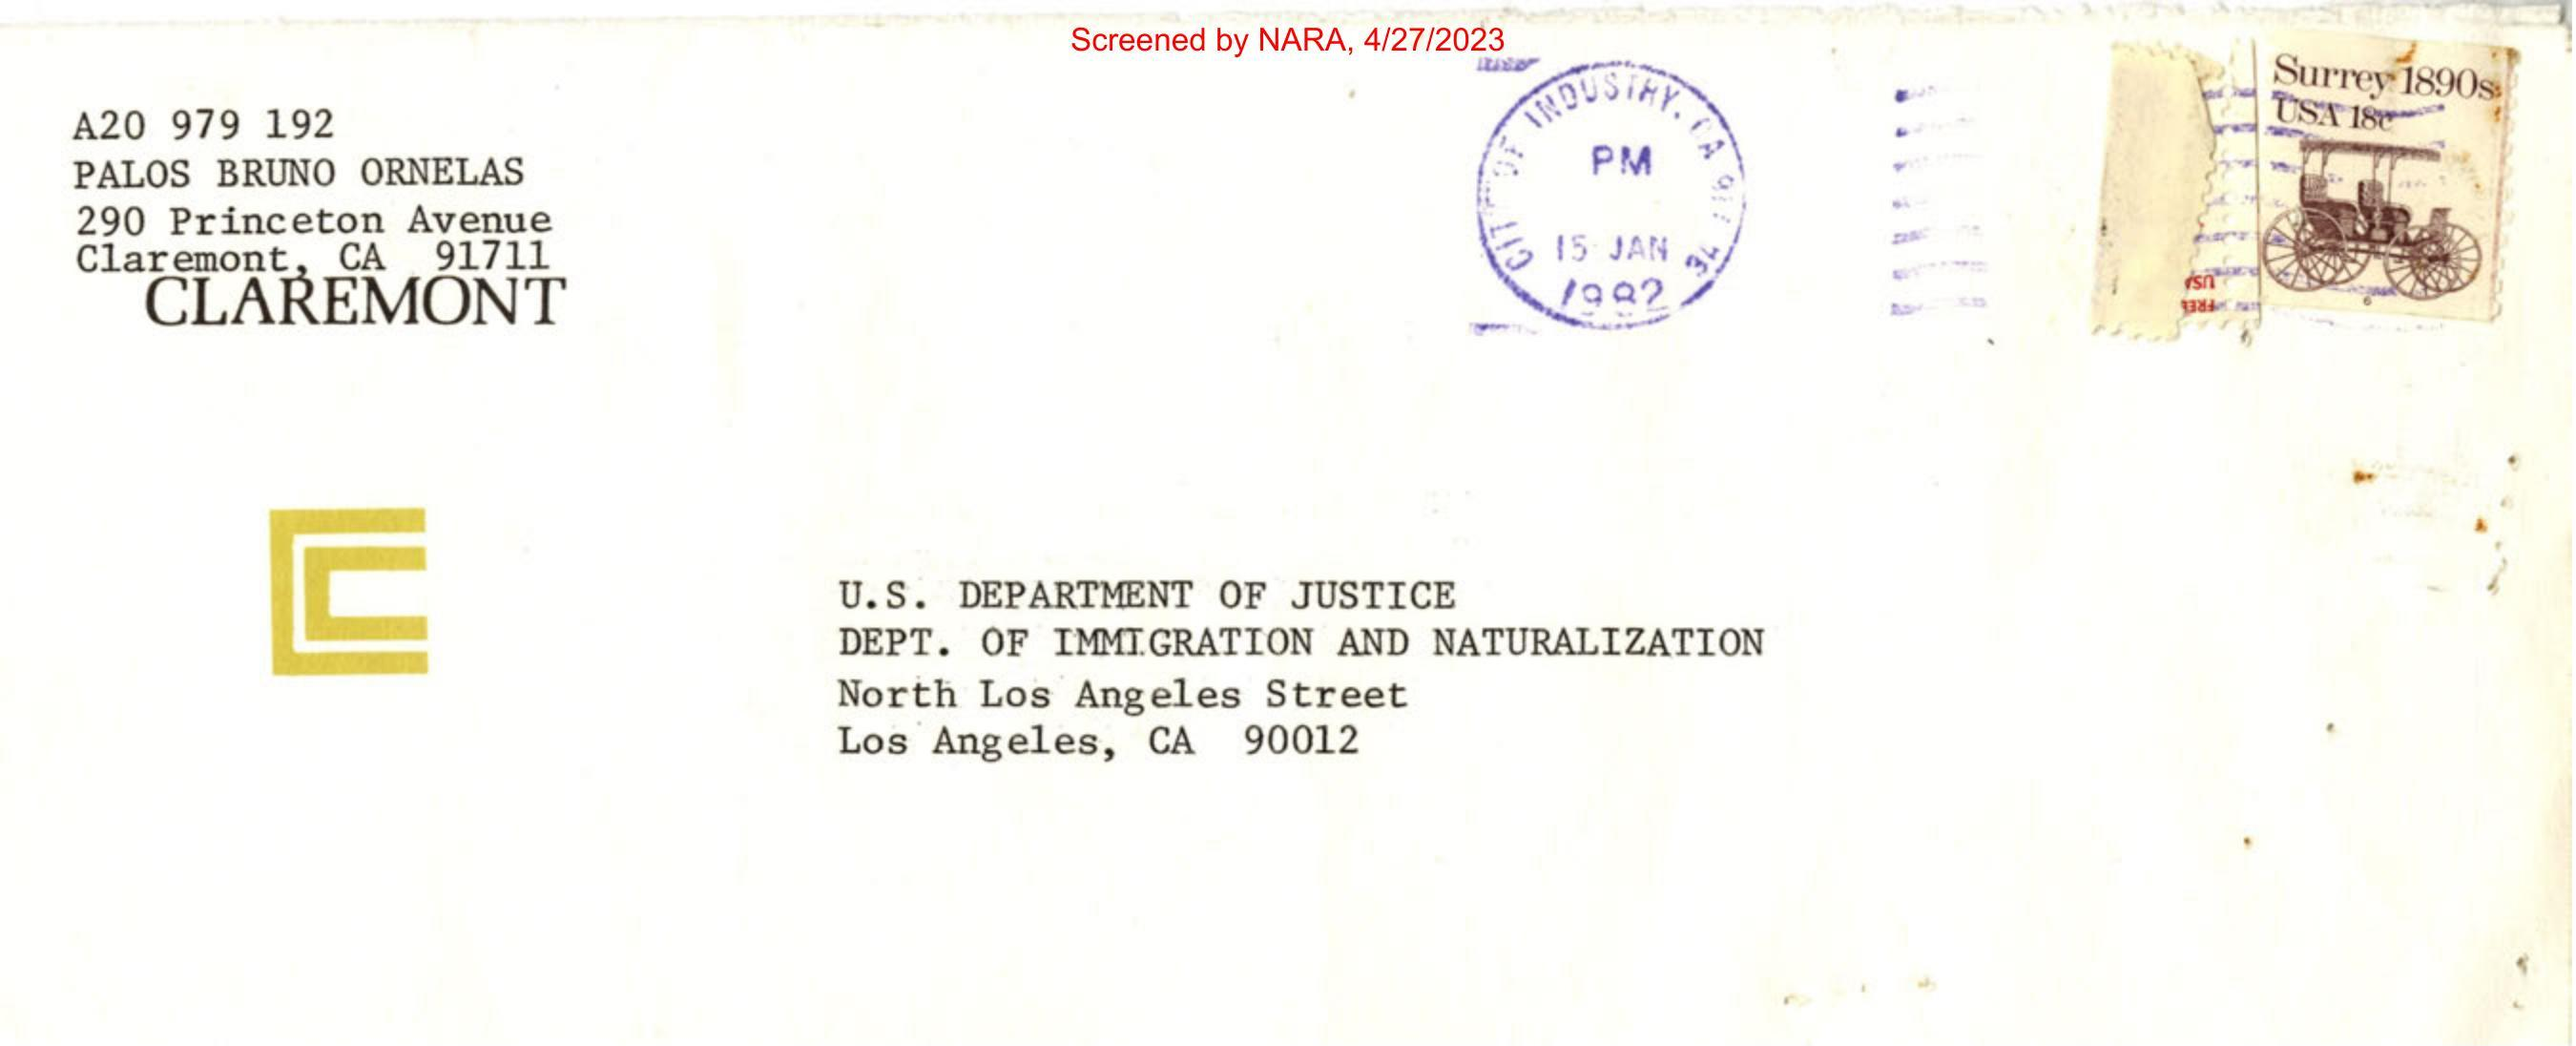 Screened by NARA, 4/27/2023
A20 979 192
PALOS BRUNO ORNELAS
290 Princeton Avenue
Claremont, CA 91711
CLAREMONT
CITY OF INDUSTRY, CA 917 34
PM
15 JAN
1982
Surrey 1890s
USA 18c
USA
FREE
U.S. DEPARTMENT OF JUSTICE
DEPT. OF IMMIGRATION AND NATURALIZATION
North Los Angeles Street
Los Angeles, CA 90012